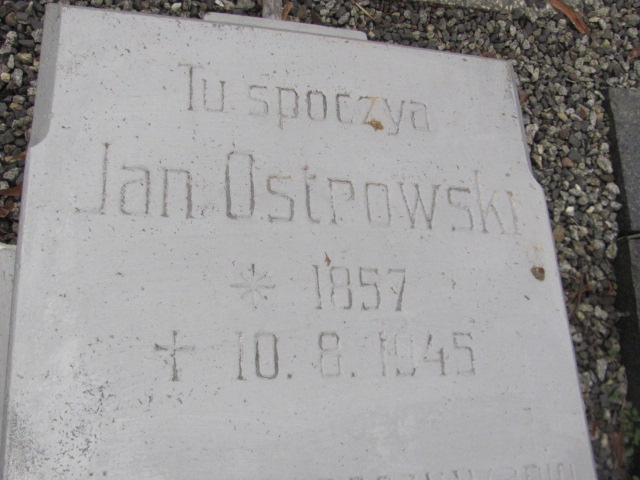 Tu spoczya
Jan Ostrowski
* 1857
+ 10. 8. 1945